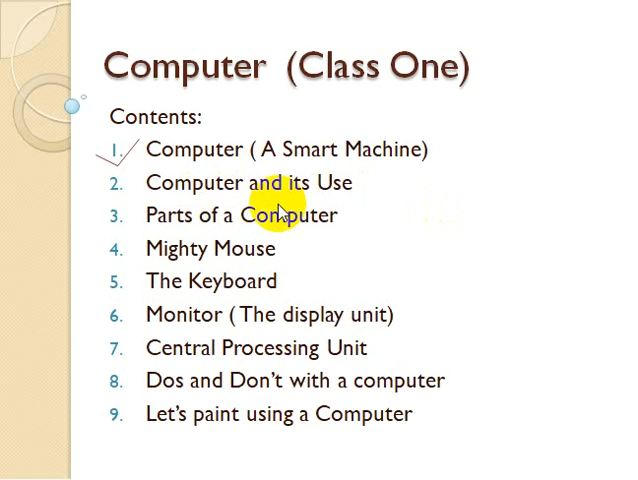 Computer (Class One)
Contents:
1. Computer ( A Smart Machine)
2. Computer and its Use
3. Parts of a Computer
4. Mighty Mouse
5. The Keyboard
6. Monitor ( The display unit)
7. Central Processing Unit
8. Dos and Don't with a computer
9. Let's paint using a Computer